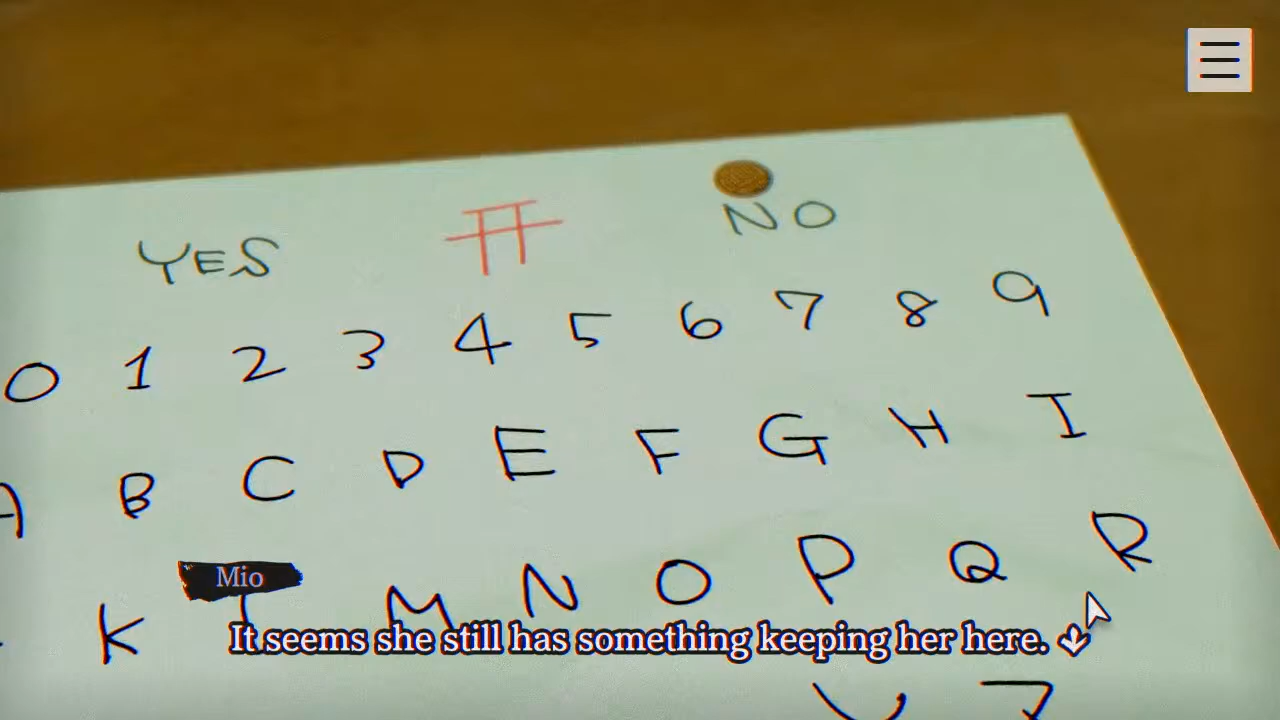 YES NO
0 1 2 3 4 5 6 7 8 9
A B C D E F G H I
K L M N O P Q R
Mio
It seems she still has something keeping her here.